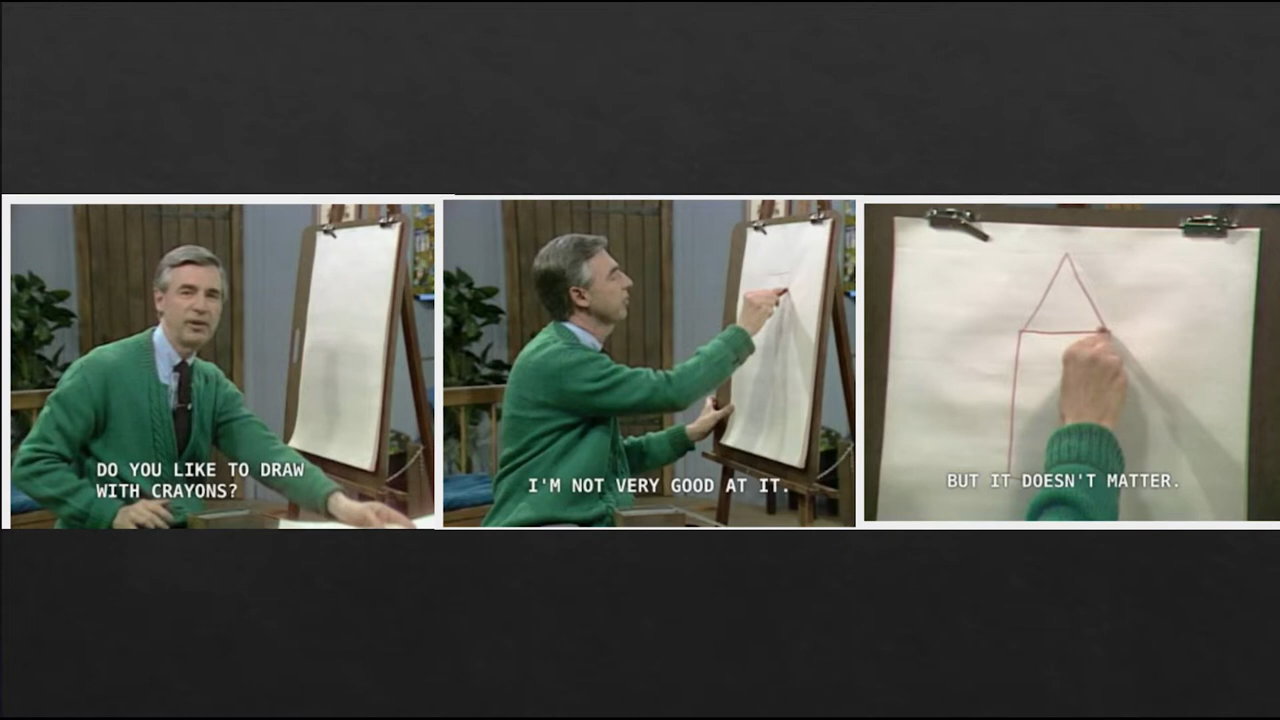 DO YOU LIKE TO DRAW
WITH CRAYONS?
I'M NOT VERY GOOD AT IT.
BUT IT DOESN'T MATTER.